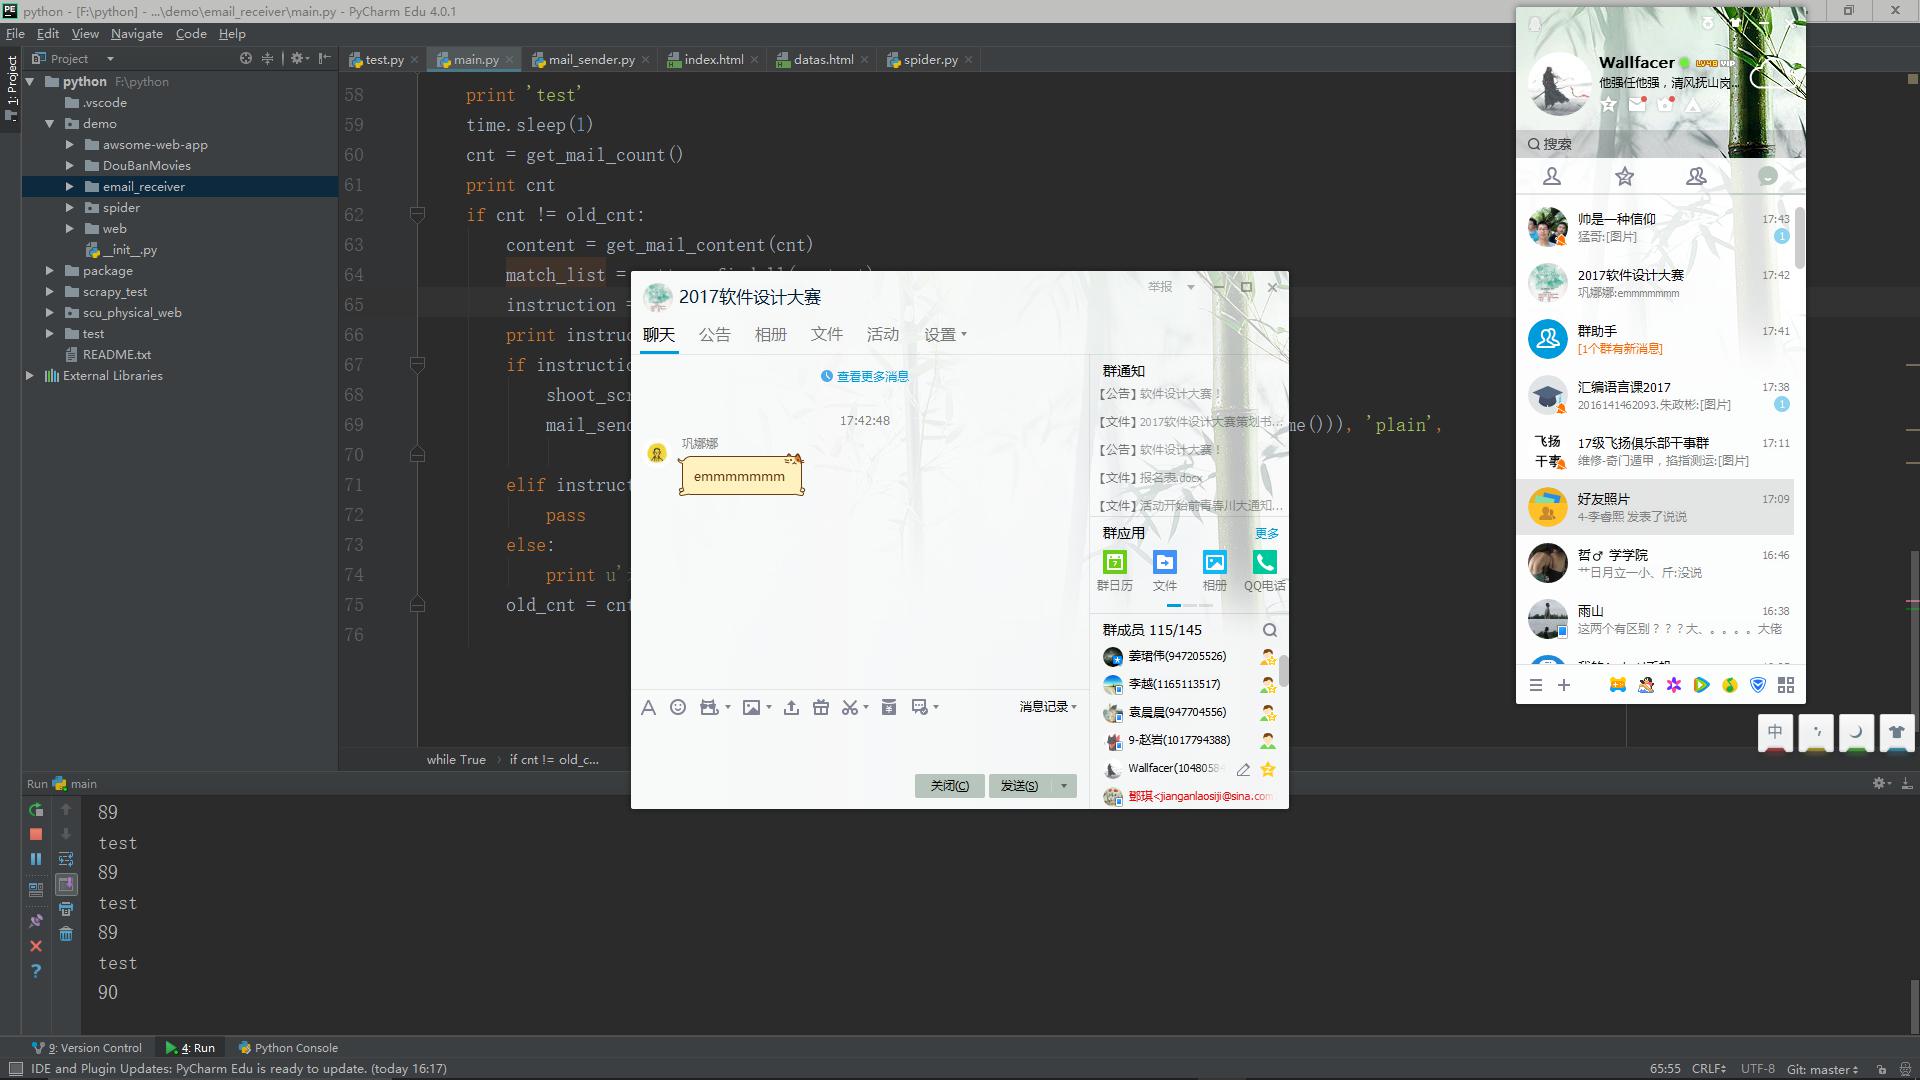 python - [F:\python] - ...\demo\email_receiver\main.py - PyCharm Edu 4.0.1
File Edit View Navigate Code Help
Project
1: Project
python F:\python
.vscode
demo
awsome-web-app
DouBanMovies
email_receiver
spider
web
__init__.py
package
scrapy_test
scu_physical_web
test
README.txt
External Libraries
test.py main.py mail_sender.py index.html datas.html spider.py
58 print 'test'
59 time.sleep(1)
60 cnt = get_mail_count()
61 print cnt
62 if cnt != old_cnt:
63 content = get_mail_content(cnt)
64 match_list =
65 instruction =
66 print instruc
67 if instructio
68 shoot_scr
69 mail_send me())), 'plain',
70
71 elif instruct
72 pass
73 else:
74 print u'
75 old_cnt = cnt
76
while True if cnt != old_c...
2017软件设计大赛
举报
聊天 公告 相册 文件 活动 设置
查看更多消息
17:42:48
巩娜娜
emmmmmmm
消息记录
关闭(C) 发送(S)
群通知
【公告】软件设计大赛！
【文件】2017软件设计大赛策划书...
【公告】软件设计大赛！
【文件】报名表.docx
【文件】活动开始前青春川大通知...
群应用 更多
群日历 文件 相册 QQ电话
群成员 115/145
姜珺伟(947205526)
李越(1165113517)
袁晨晨(947704556)
9-赵岩(1017794388)
Wallfacer(10480584
鄧琪<jianganlaosiji@sina.com
Wallfacer LV48 VIP
他强任他强，清风抚山岗...
搜索
帅是一种信仰 17:43
猛哥:[图片] 1
2017软件设计大赛 17:42
巩娜娜:emmmmmmm
群助手 17:41
[1个群有新消息]
汇编语言课2017 17:38
2016141462093.朱政彬:[图片] 1
飞扬干事
17级飞扬俱乐部干事群 17:11
维修-奇门遁甲，掐指测运:[图片]
好友照片 17:09
4-李睿熙 发表了说说
哲♂学学院 16:46
艹日月立一小、斤:没说
雨山 16:38
这两个有区别？？？大、。。。。大佬
中
Run main
89
test
89
test
89
test
90
9: Version Control 4: Run Python Console
IDE and Plugin Updates: PyCharm Edu is ready to update. (today 16:17)
65:55 CRLF UTF-8 Git: master